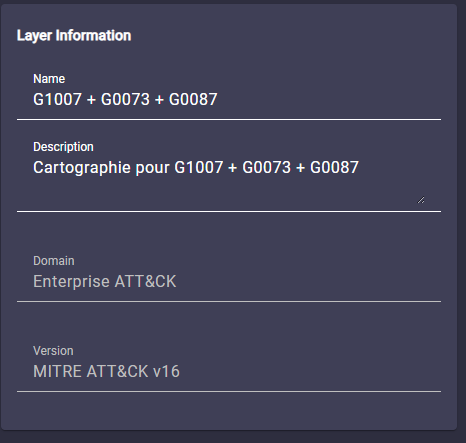 Layer Information
Name
G1007 + G0073 + G0087
Description
Cartographie pour G1007 + G0073 + G0087
Domain
Enterprise ATT&CK
Version
MITRE ATT&CK v16